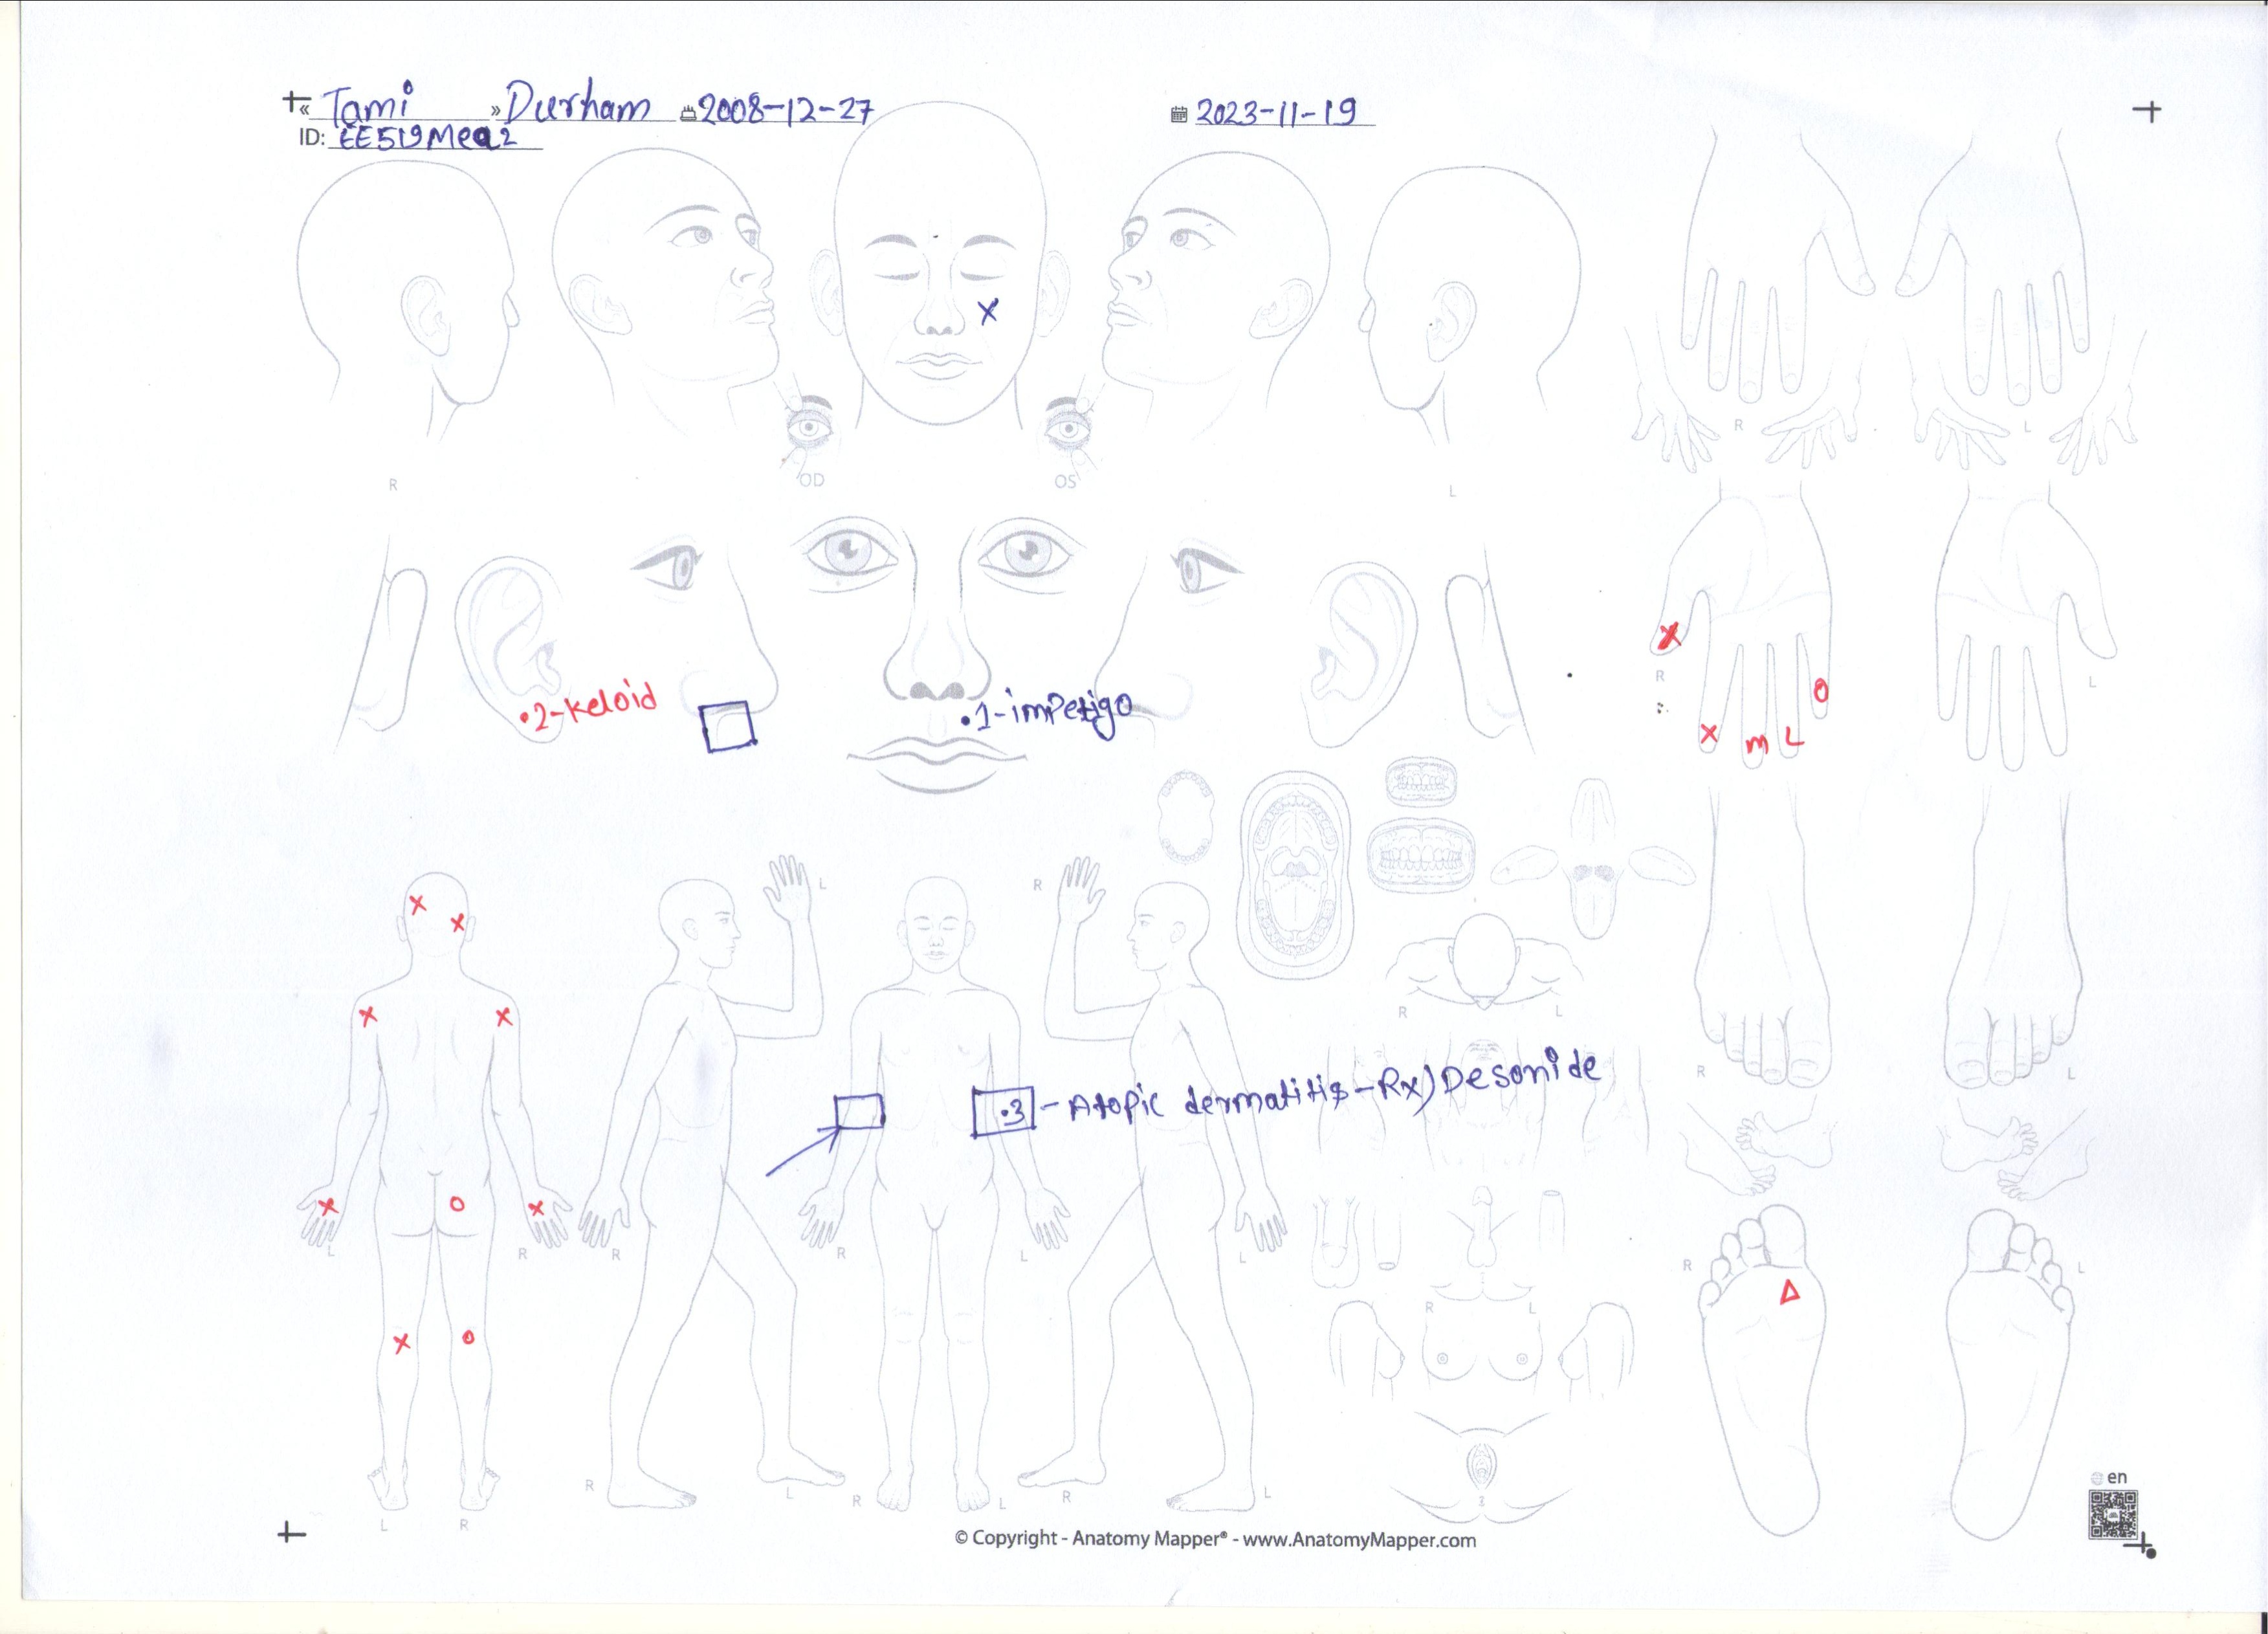 « Tami » Durham 2008-12-27 2023-11-19
ID: EE519Mea2
X
R L
OD OS
R L
•2-Keloid •1-impetigo
R L
X O
X m L
L R
X
X
X X
R L
R L
•3-Atopic dermatitis-Rx) Desonide
X O X
L R R R L L
R L
X O
Δ
R L
R L R L R L
L R
en
© Copyright - Anatomy Mapper® - www.AnatomyMapper.com